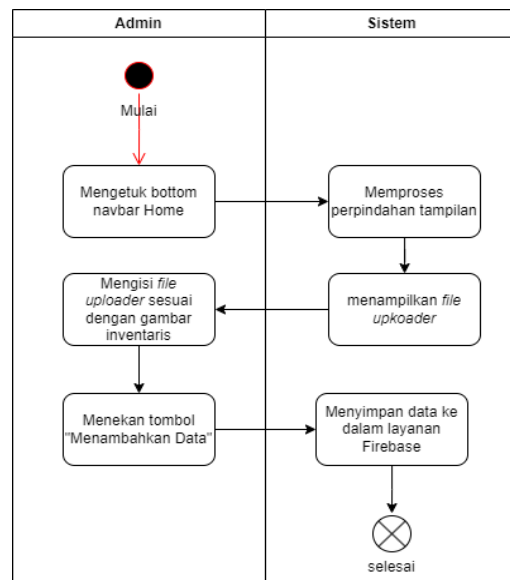 Admin
Sistem
Mulai
Mengetuk bottom
navbar Home
Memproses
perpindahan tampilan
Mengisi file
uploader sesuai
dengan gambar
inventaris
menampilkan file
upkoader
Menekan tombol
"Menambahkan Data"
Menyimpan data ke
dalam layanan
Firebase
selesai